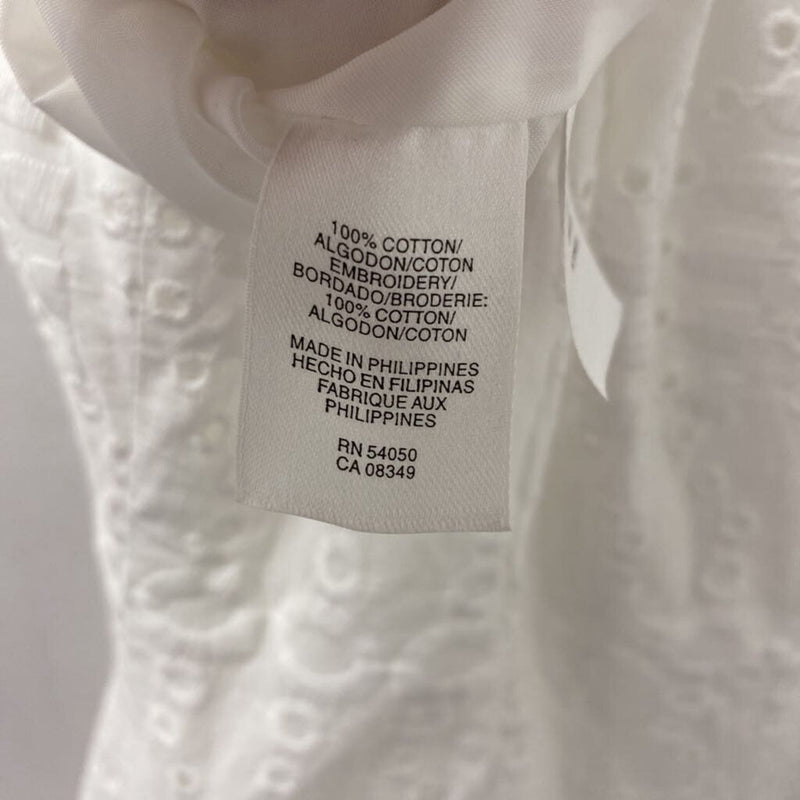 100% COTTON/
ALGODON/COTON
EMBROIDERY/
BORDADO/BRODERIE:
100% COTTON/
ALGODON/COTON
MADE IN PHILIPPINES
HECHO EN FILIPINAS
FABRIQUE AUX
PHILIPPINES
RN 54050
CA 08349